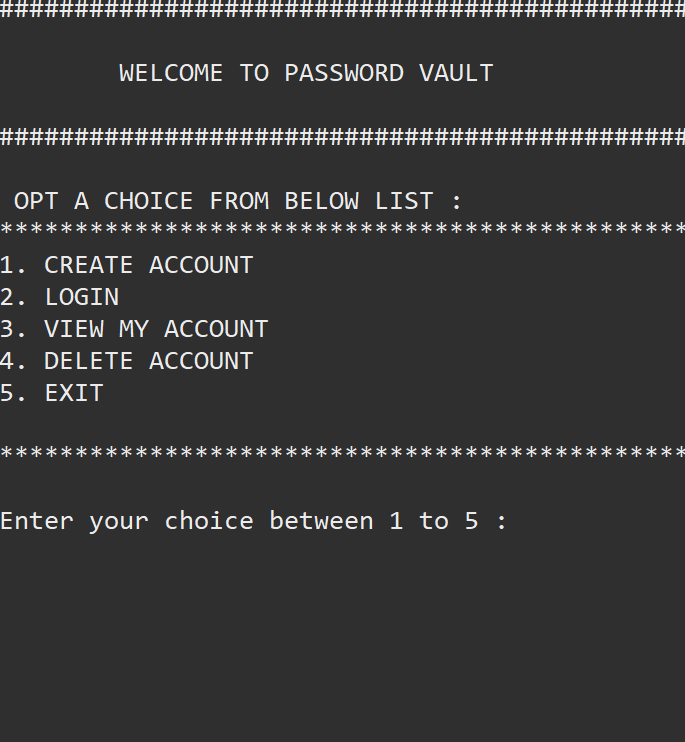 ##############################################
WELCOME TO PASSWORD VAULT
##############################################
OPT A CHOICE FROM BELOW LIST :
**********************************************
1. CREATE ACCOUNT
2. LOGIN
3. VIEW MY ACCOUNT
4. DELETE ACCOUNT
5. EXIT
**********************************************
Enter your choice between 1 to 5 :